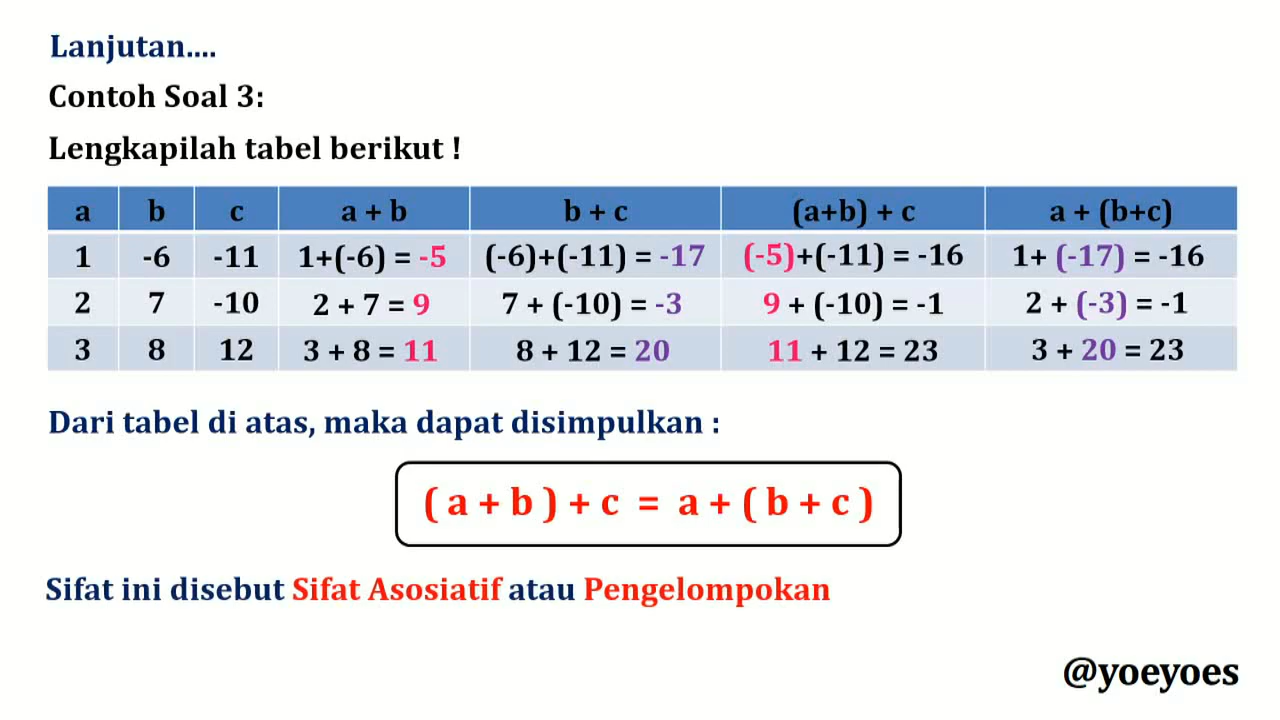 Lanjutan....
Contoh Soal 3:
Lengkapilah tabel berikut !
a b c a + b b + c (a+b) + c a + (b+c)
1 -6 -11 1+(-6) = -5 (-6)+(-11) = -17 (-5)+(-11) = -16 1+ (-17) = -16
2 7 -10 2 + 7 = 9 7 + (-10) = -3 9 + (-10) = -1 2 + (-3) = -1
3 8 12 3 + 8 = 11 8 + 12 = 20 11 + 12 = 23 3 + 20 = 23
Dari tabel di atas, maka dapat disimpulkan :
( a + b ) + c = a + ( b + c )
Sifat ini disebut Sifat Asosiatif atau Pengelompokan
@yoeyoes